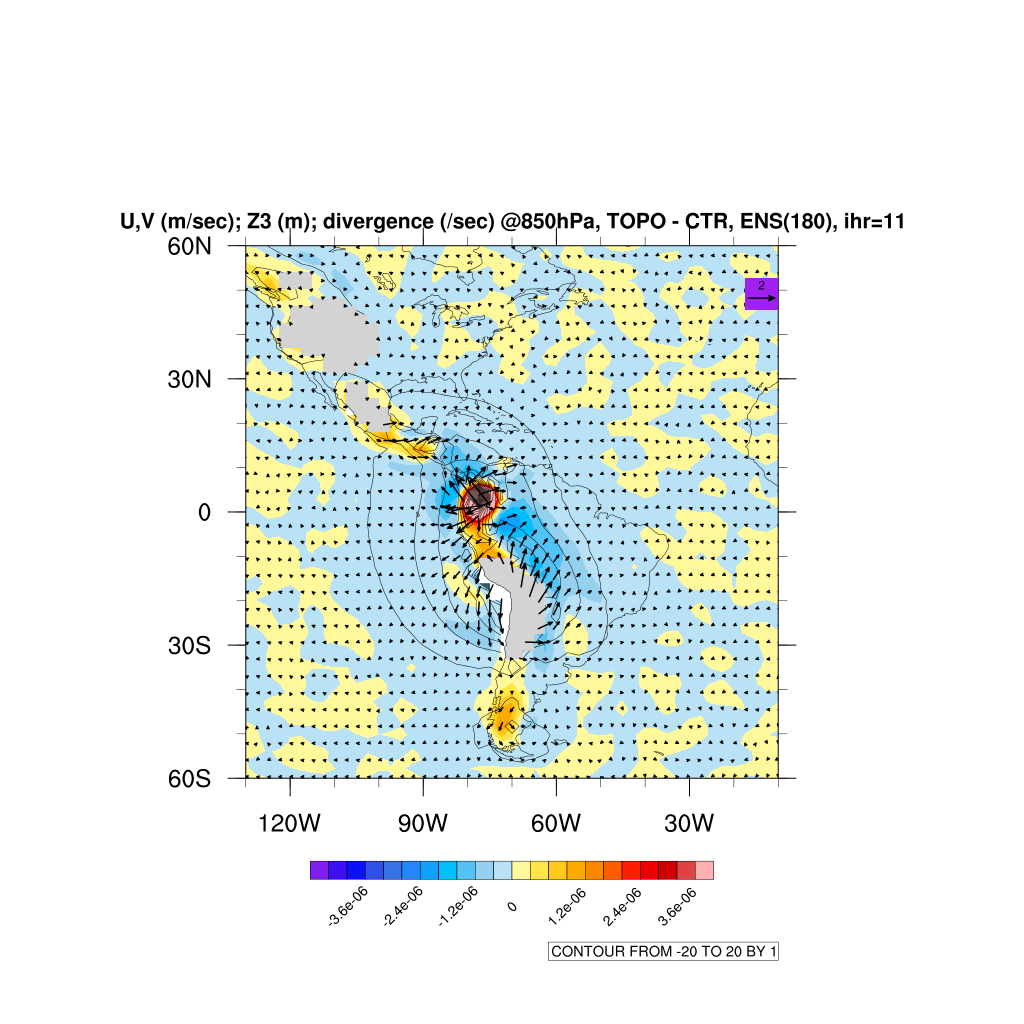 U,V (m/sec); Z3 (m); divergence (/sec) @850hPa, TOPO - CTR, ENS(180), ihr=11
60N
2
30N
0
30S
60S
120W 90W 60W 30W
-3.6e-06 -2.4e-06 -1.2e-06 0 1.2e-06 2.4e-06 3.6e-06
CONTOUR FROM -20 TO 20 BY 1